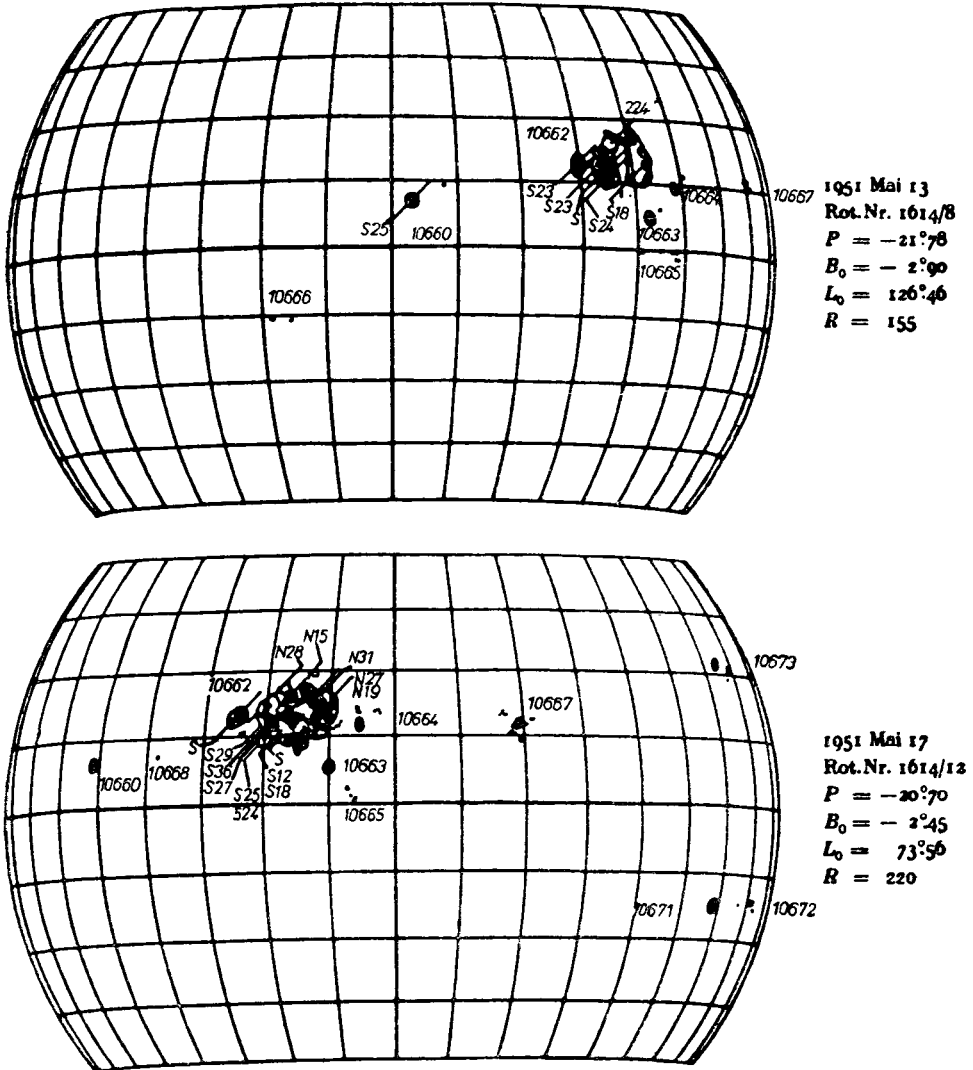 224
10662
S23
S23
S
S24
S18
10664
10667
10663
10665
S25
10660
10666
1951 Mai 13
Rot.Nr. 1614/8
P = −21°.78
B₀ = − 2°.90
L₀ = 126°.46
R = 155
N15
N28
N31
N27
N19
10662
10664
10667
10673
S
S29
S36
S27
S
S12
S18
S25
S24
10660
10668
10663
10665
10671
10672
1951 Mai 17
Rot.Nr. 1614/12
P = −20°.70
B₀ = − 2°.45
L₀ = 73°.56
R = 220